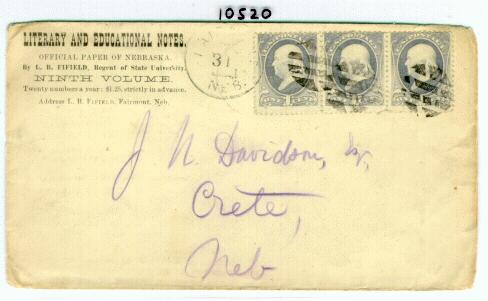 10520
LITERARY AND EDUCATIONAL NOTES.
OFFICIAL PAPER OF NEBRASKA.
By L. B. FIFIELD, Regent of State University.
NINTH VOLUME.
Twenty numbers a year: $1.25, strictly in advance.
Address L. B. FIFIELD, Fairmont, Neb.
31
NEB.
J N. Davidson, Esq,
Crete,
Neb